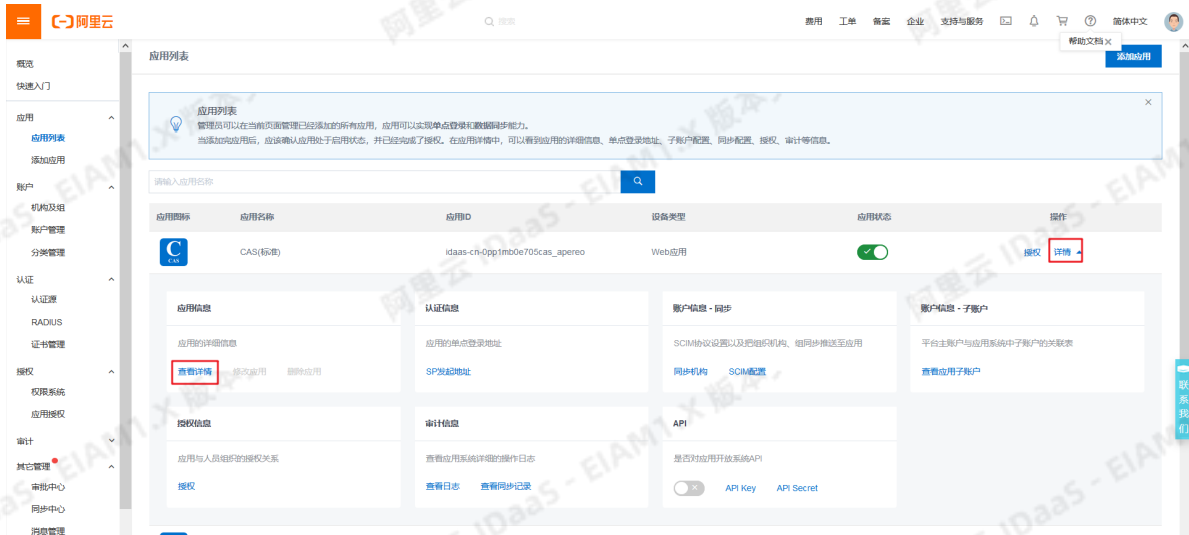 (-)阿里云
搜索
费用 工单 备案 企业 支持与服务 简体中文
帮助文档 ×
概览
快速入门
应用
应用列表
添加应用
账户
机构及组
账户管理
分类管理
认证
认证源
RADIUS
证书管理
授权
权限系统
应用授权
审计
其它管理
审批中心
同步中心
消息管理
应用列表
添加应用
应用列表
管理员可以在当前页面管理已经添加的所有应用，应用可以实现单点登录和数据同步能力。
当添加完应用后，应该确认应用处于启用状态，并已经完成了授权。在应用详情中，可以看到应用的详细信息、单点登录地址、子账户配置、同步配置、授权、审计等信息。
请输入应用名称
应用图标 应用名称 应用ID 设备类型 应用状态 操作
C
CAS
CAS(标准) idaas-cn-0pp1mb0e705cas_apereo Web应用 授权 详情
应用信息
应用的详细信息
查看详情 修改应用 删除应用
认证信息
应用的单点登录地址
SP发起地址
账户信息 - 同步
SCIM协议设置以及把组织机构、组同步推送至应用
同步机构 SCIM配置
账户信息 - 子账户
平台主账户与应用系统中子账户的关联表
查看应用子账户
授权信息
应用与人员组织的授权关系
授权
审计信息
查看应用系统详细的操作日志
查看日志 查看同步记录
API
是否对应用开放系统API
API Key API Secret
联系我们
阿里云 IDaaS - EIAM1.X 版本